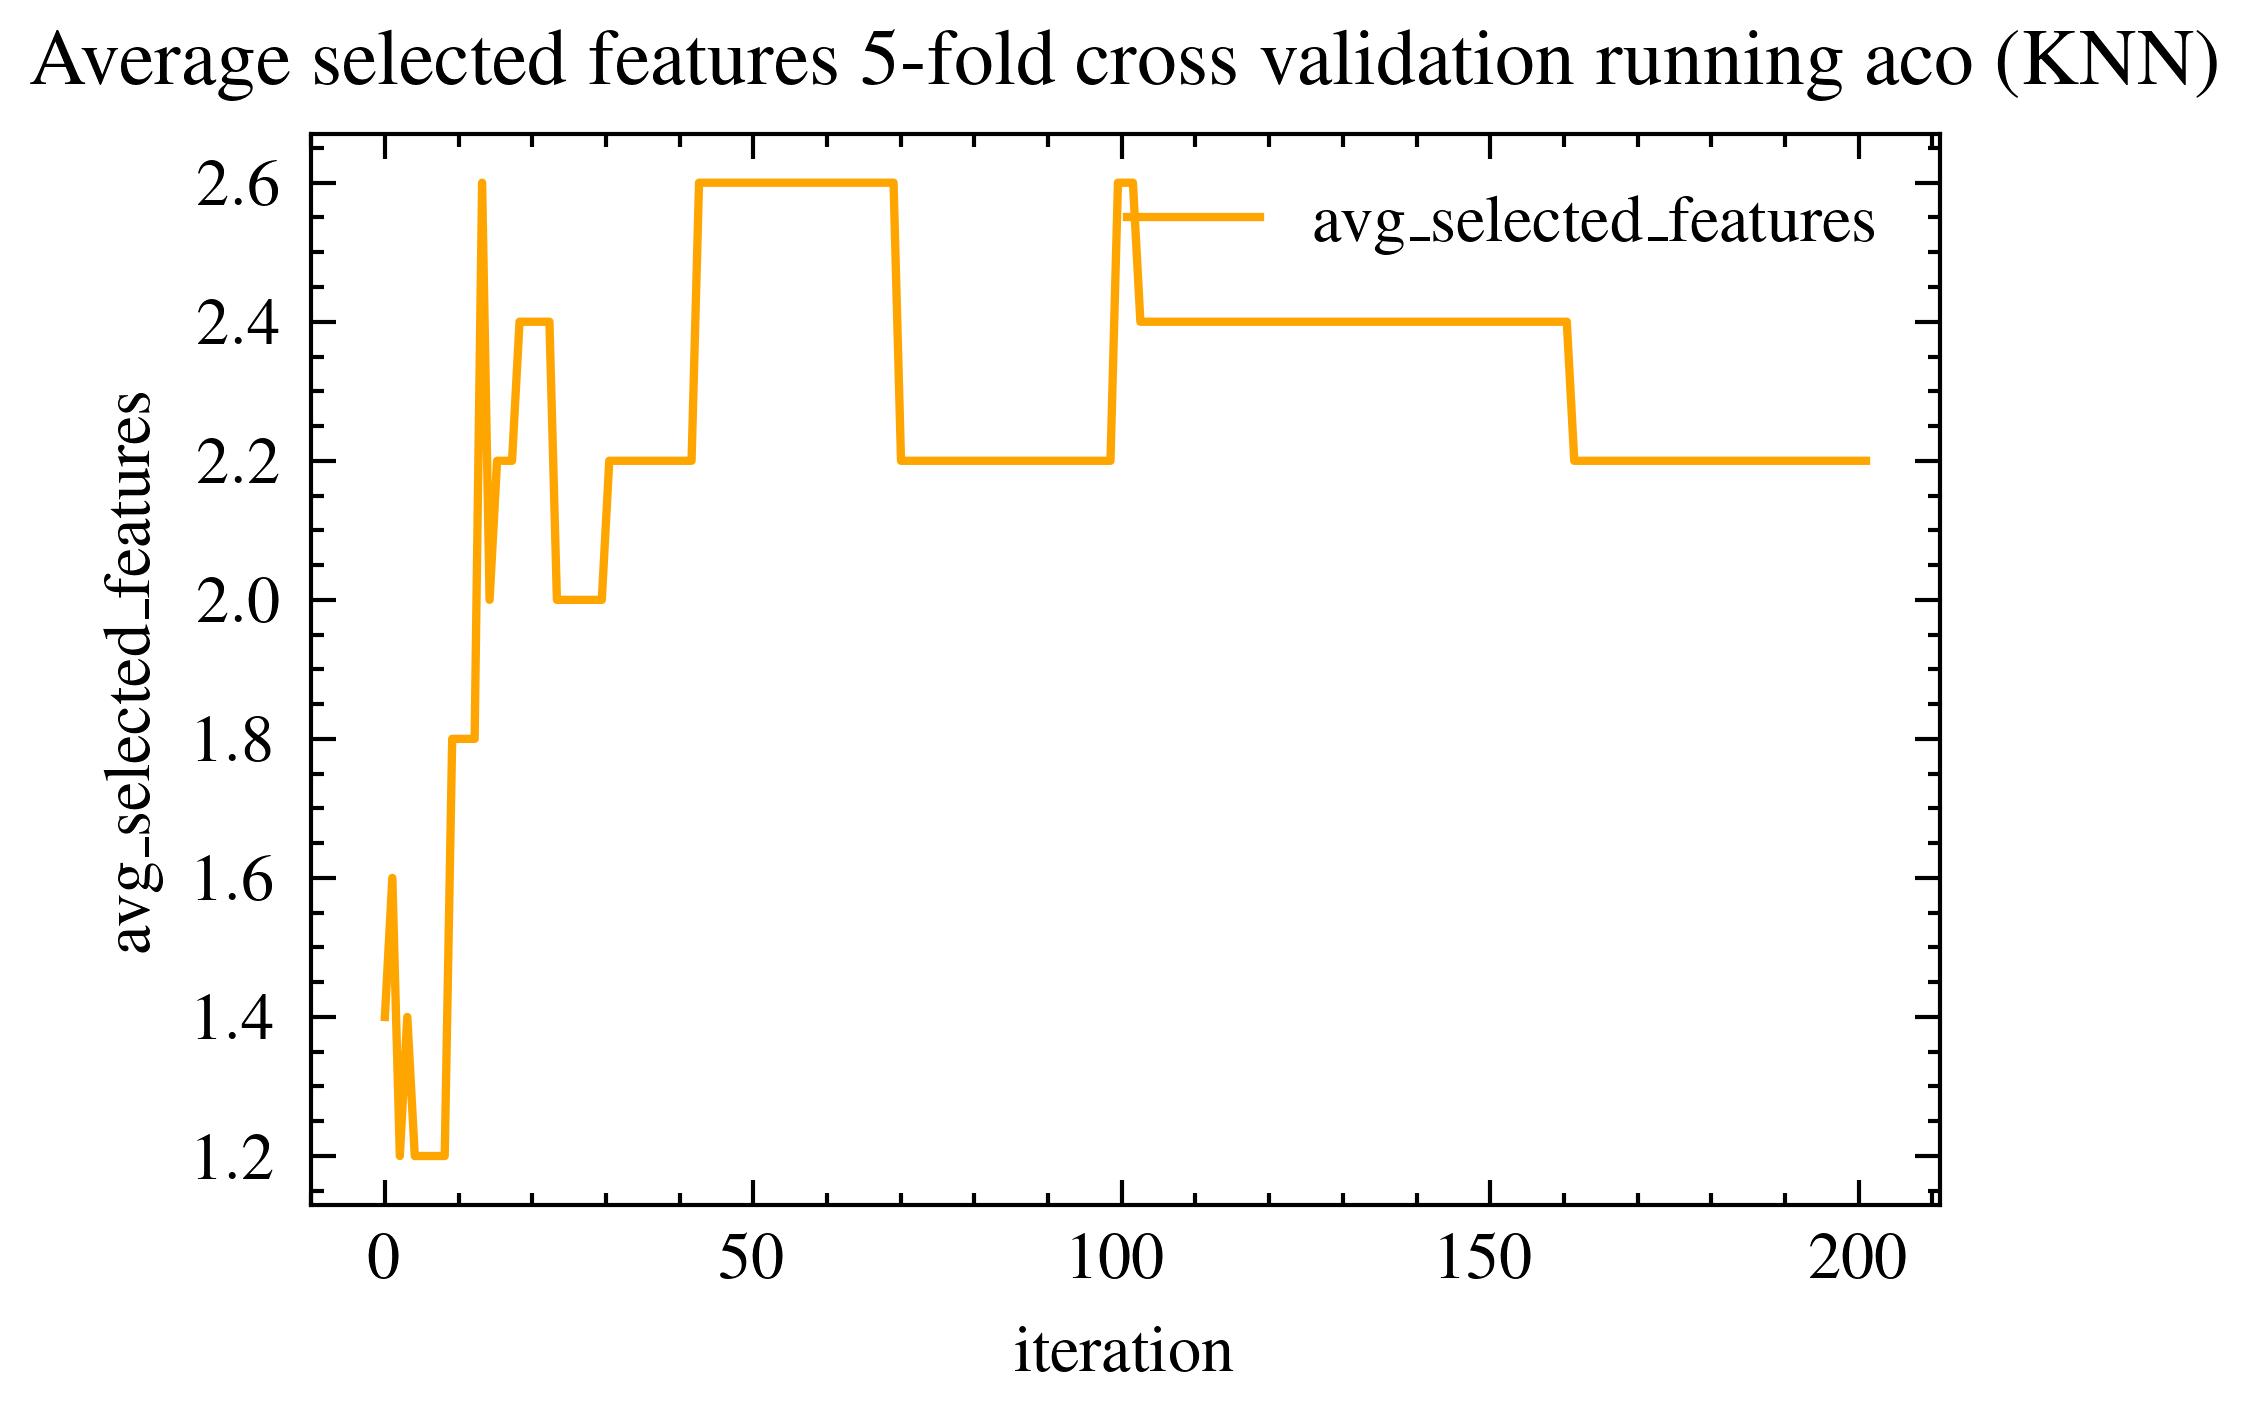 Average selected features 5-fold cross validation running aco (KNN)
avg_selected_features
2.6
2.4
2.2
2.0
1.8
1.6
1.4
1.2
avg_selected_features
0 50 100 150 200
iteration